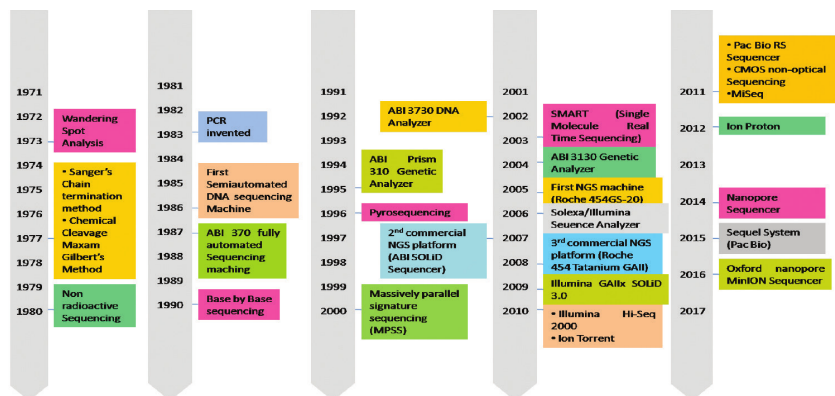 1971
1972
1973
1974
1975
1976
1977
1978
1979
1980
Wandering
Spot
Analysis
• Sanger's
Chain
termination
method
• Chemical
Cleavage
Maxam
Gilbert's
Method
Non
radioactive
Sequencing
1981
1982
1983
1984
1985
1986
1987
1988
1989
1990
PCR
invented
First
Semiautomated
DNA sequencing
Machine
ABI 370 fully
automated
Sequencing
maching
Base by Base
sequencing
1991
1992
1993
1994
1995
1996
1997
1998
1999
2000
ABI 3730 DNA
Analyzer
ABI Prism
310 Genetic
Analyzer
Pyrosequencing
2nd commercial
NGS platform
(ABI SOLiD
Sequencer)
Massively parallel
signature
sequencing
(MPSS)
2001
2002
2003
2004
2005
2006
2007
2008
2009
2010
SMART (Single
Molecule Real
Time Sequencing)
ABI 3130 Genetic
Analyzer
First NGS machine
(Roche 454GS-20)
Solexa/Illumina
Seuence Analyzer
3rd commercial NGS
platform (Roche
454 Tatanium GAII)
Illumina GAIIx SOLiD
3.0
• Illumina Hi-Seq
2000
• Ion Torrent
2011
2012
2013
2014
2015
2016
2017
• Pac Bio RS
Sequencer
• CMOS non-optical
Sequencing
• MiSeq
Ion Proton
Nanopore
Sequencer
Sequel System
(Pac Bio)
Oxford nanopore
MinION Sequencer